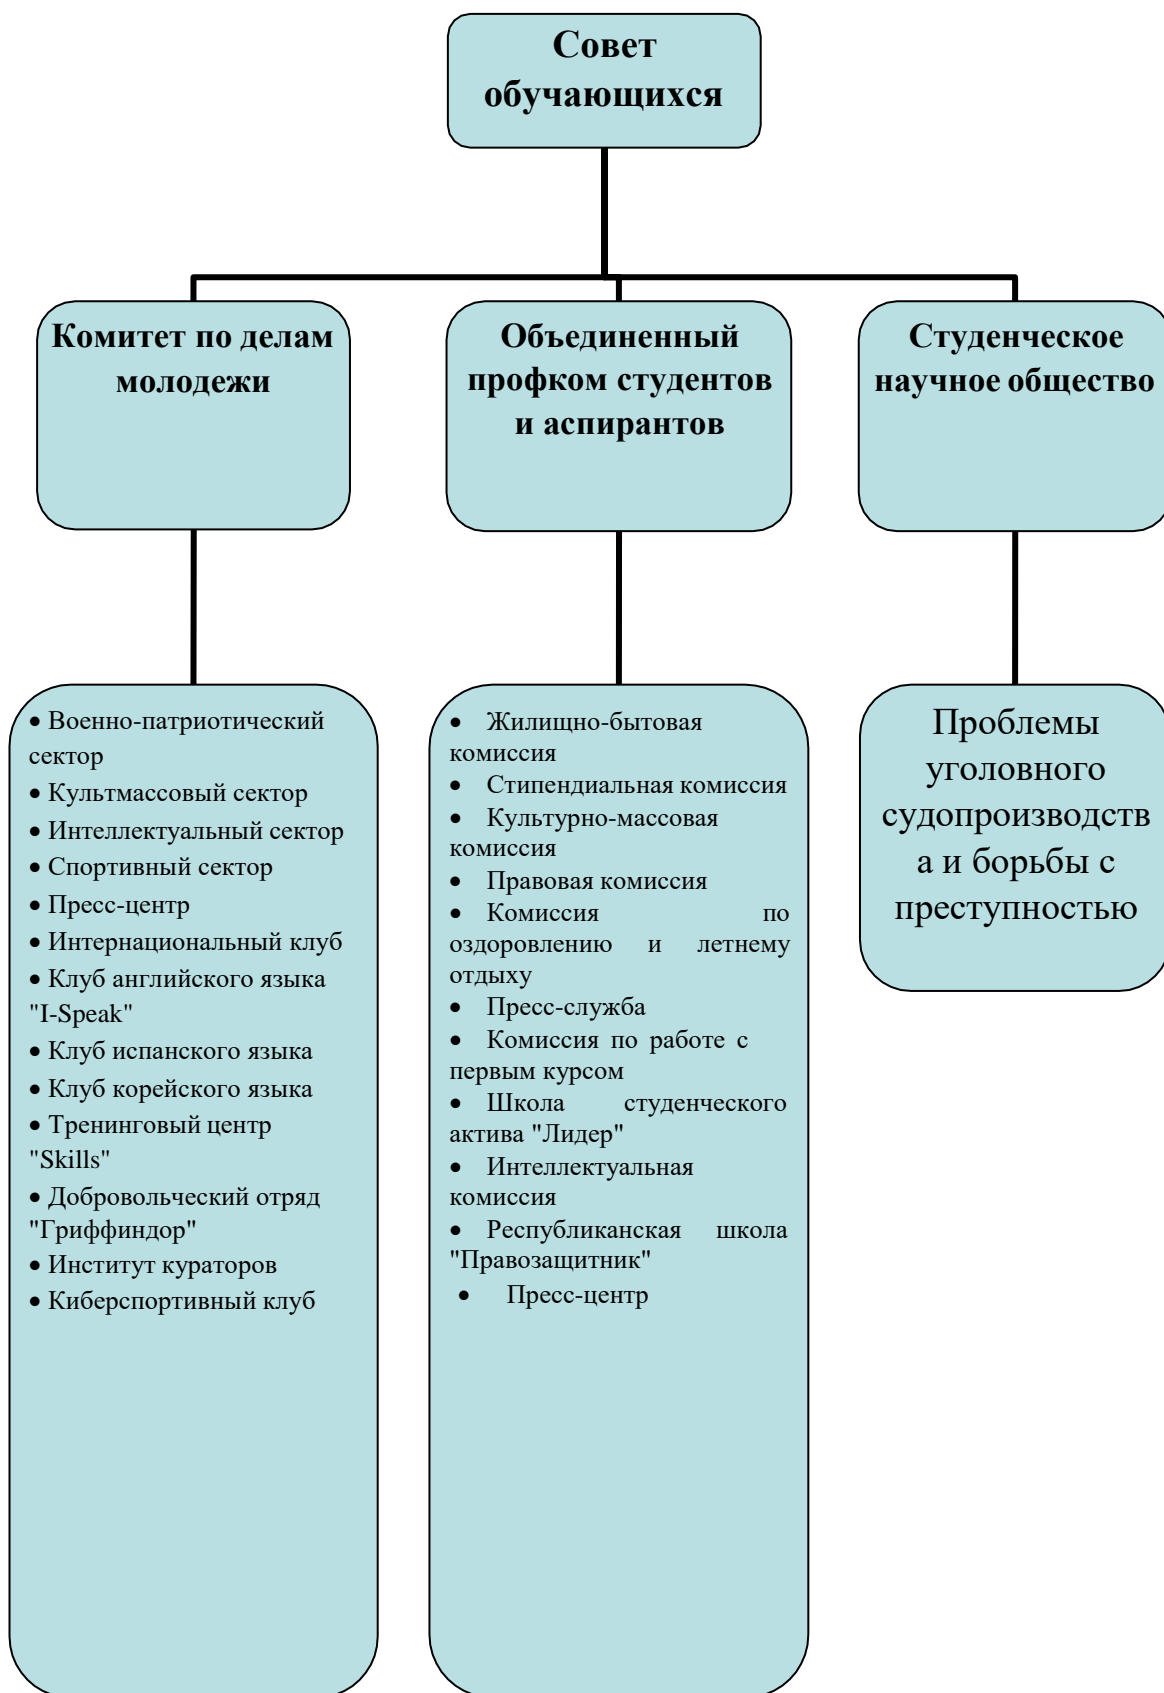 Совет
обучающихся
Комитет по делам
молодежи
Объединенный
профком студентов
и аспирантов
Студенческое
научное общество
• Военно-патриотический
сектор
• Культмассовый сектор
• Интеллектуальный сектор
• Спортивный сектор
• Пресс-центр
• Интернациональный клуб
• Клуб английского языка
"I-Speak"
• Клуб испанского языка
• Клуб корейского языка
• Тренинговый центр
"Skills"
• Добровольческий отряд
"Гриффиндор"
• Институт кураторов
• Киберспортивный клуб
• Жилищно-бытовая
комиссия
• Стипендиальная комиссия
• Культурно-массовая
комиссия
• Правовая комиссия
• Комиссия по
оздоровлению и летнему
отдыху
• Пресс-служба
• Комиссия по работе с
первым курсом
• Школа студенческого
актива "Лидер"
• Интеллектуальная
комиссия
• Республиканская школа
"Правозащитник"
• Пресс-центр
Проблемы
уголовного
судопроизводств
а и борьбы с
преступностью